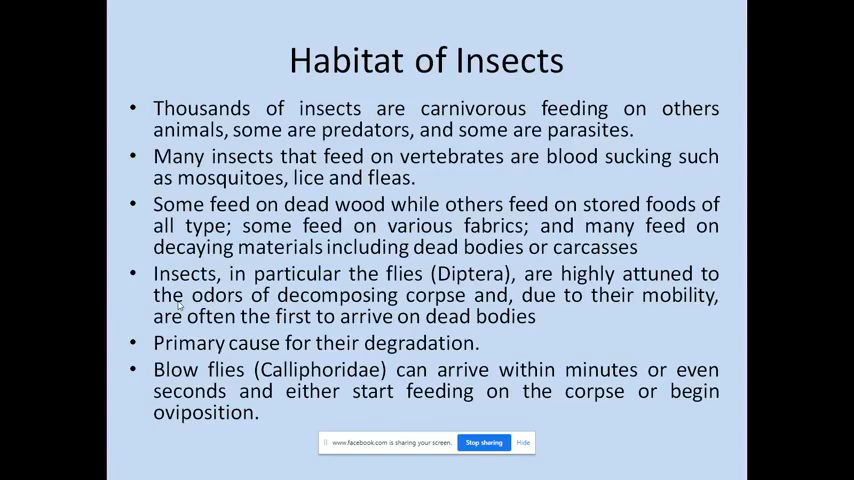 Habitat of Insects
• Thousands of insects are carnivorous feeding on others
animals, some are predators, and some are parasites.
• Many insects that feed on vertebrates are blood sucking such
as mosquitoes, lice and fleas.
• Some feed on dead wood while others feed on stored foods of
all type; some feed on various fabrics; and many feed on
decaying materials including dead bodies or carcasses
• Insects, in particular the flies (Diptera), are highly attuned to
the odors of decomposing corpse and, due to their mobility,
are often the first to arrive on dead bodies
• Primary cause for their degradation.
• Blow flies (Calliphoridae) can arrive within minutes or even
seconds and either start feeding on the corpse or begin
oviposition.
www.facebook.com is sharing your screen. Stop sharing Hide